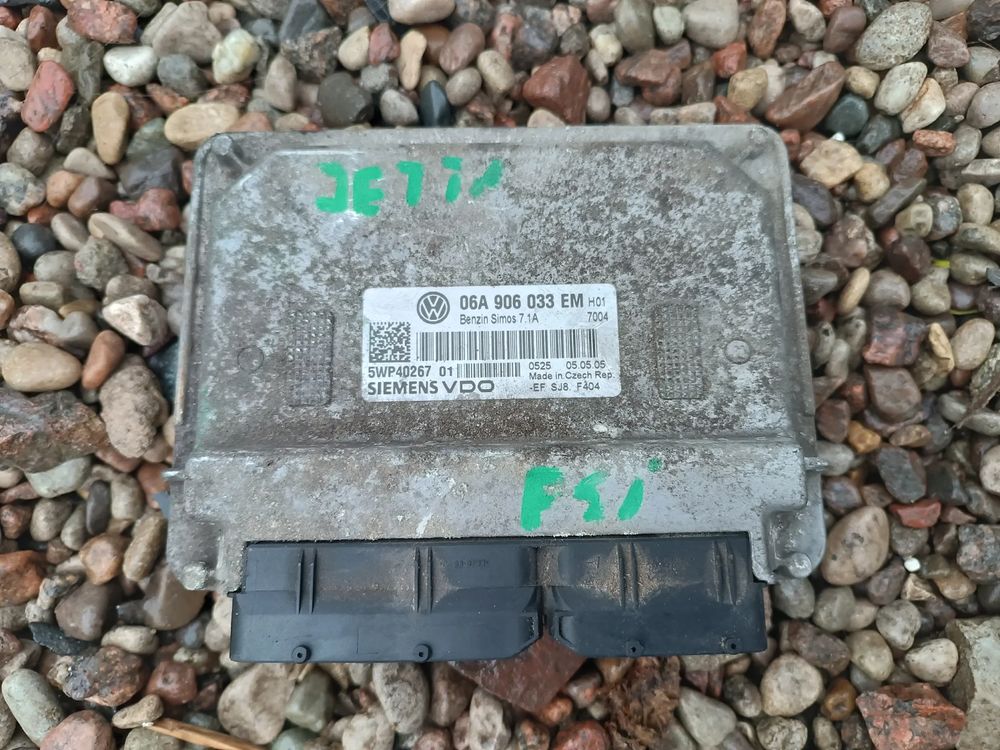 JETTA
VW 06A 906 033 EM H01
Benzin Simos 7.1A 7004
5WP40267 01 0525 05.05.05
Made in Czech Rep.
SIEMENS VDO -EF SJ8. F404
FSi